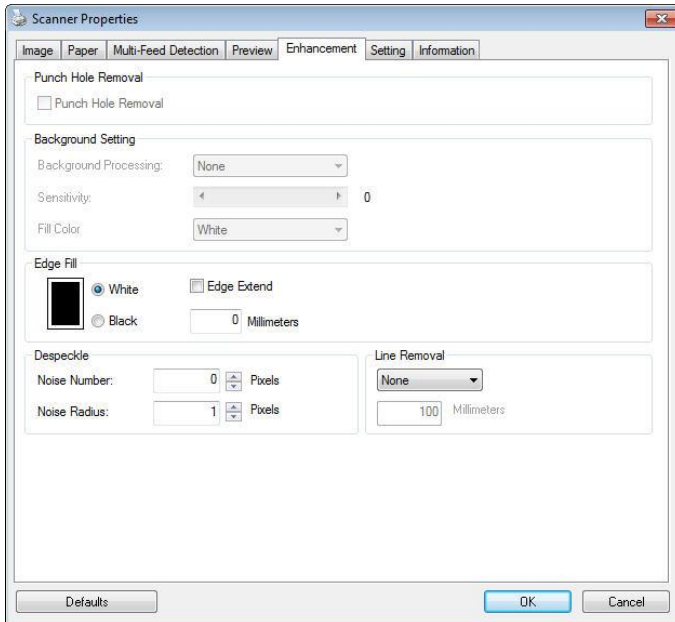 Scanner Properties
Image Paper Multi-Feed Detection Preview Enhancement Setting Information
Punch Hole Removal
Punch Hole Removal
Background Setting
Background Processing: None
Sensitivity: 0
Fill Color White
Edge Fill
White Edge Extend
Black 0 Millimeters
Despeckle Line Removal
Noise Number: 0 Pixels None
Noise Radius: 1 Pixels 100 Millimeters
Defaults OK Cancel